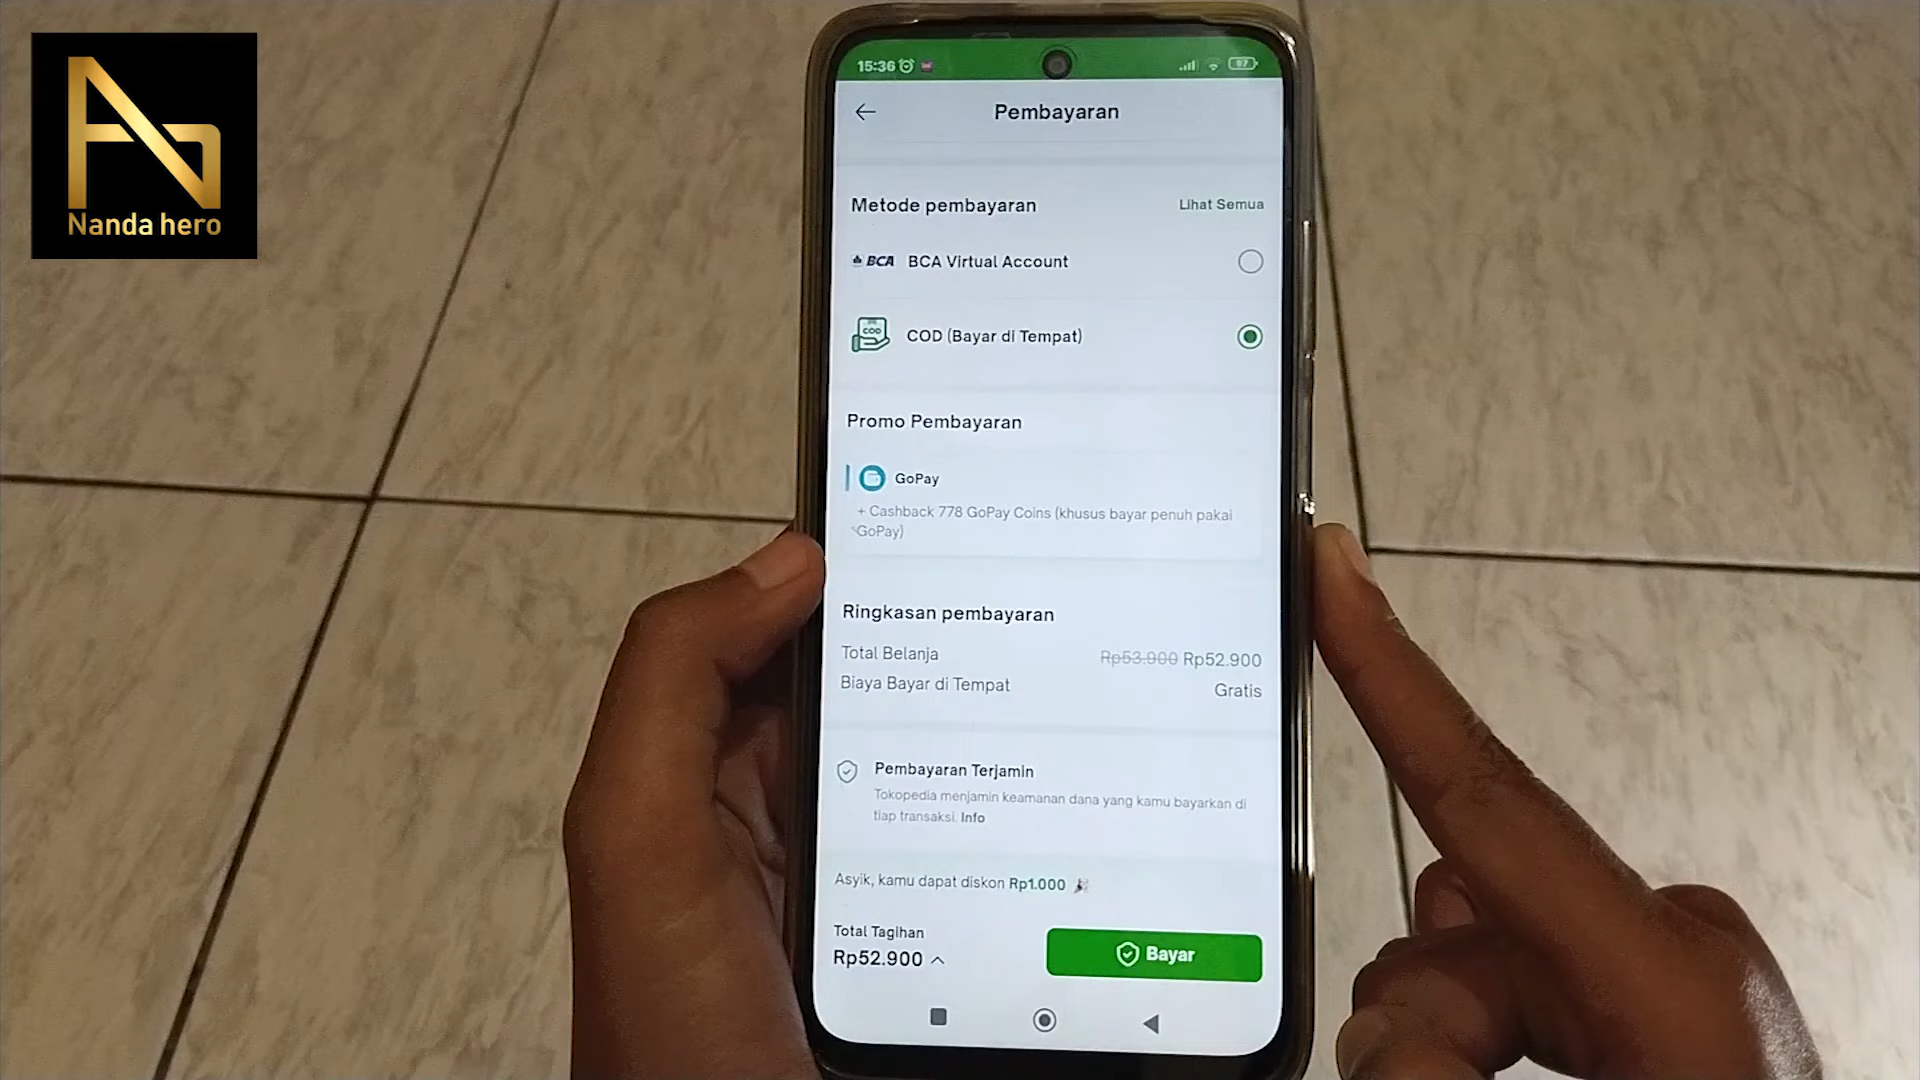 Nanda hero
15:36
97
Pembayaran
Metode pembayaran
Lihat Semua
BCA
BCA Virtual Account
COD
COD (Bayar di Tempat)
Promo Pembayaran
GoPay
+ Cashback 778 GoPay Coins (khusus bayar penuh pakai
GoPay)
Ringkasan pembayaran
Total Belanja
Rp53.900 Rp52.900
Biaya Bayar di Tempat
Gratis
Pembayaran Terjamin
Tokopedia menjamin keamanan dana yang kamu bayarkan di
tiap transaksi. Info
Asyik, kamu dapat diskon Rp1.000
Total Tagihan
Rp52.900
Bayar